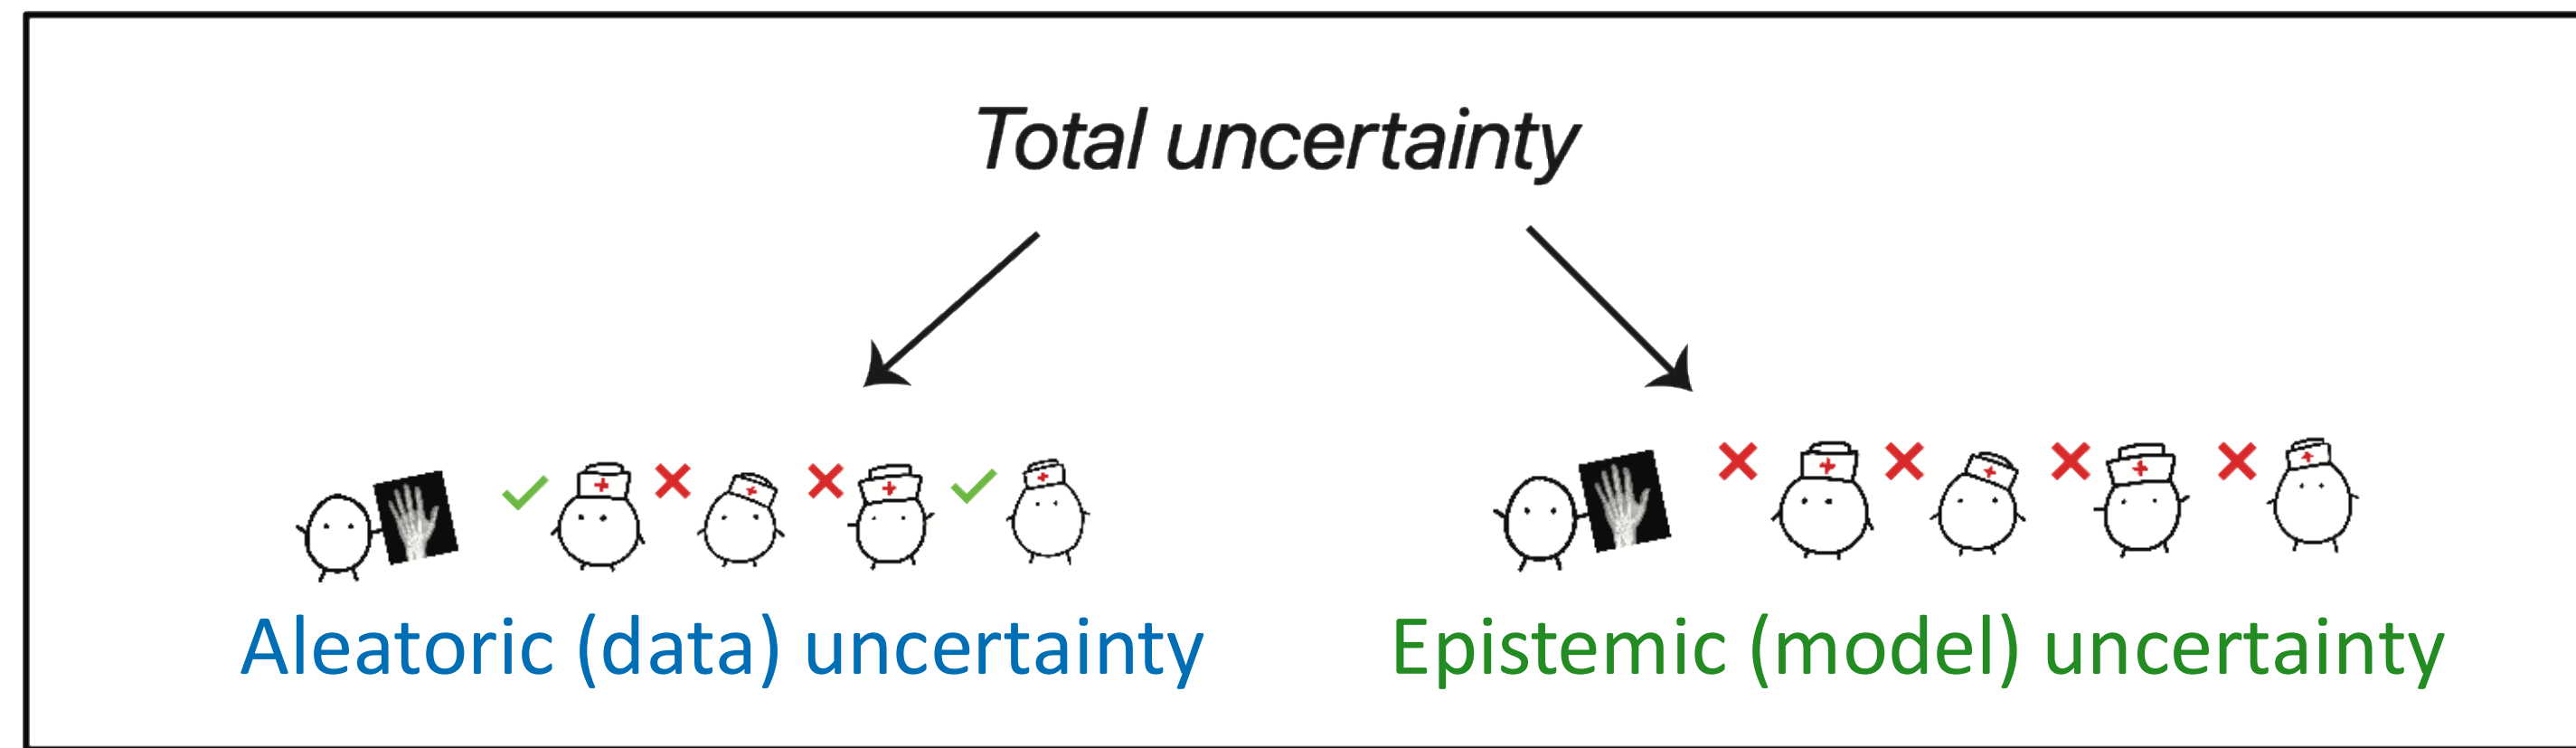 Total uncertainty
Aleatoric (data) uncertainty
Epistemic (model) uncertainty